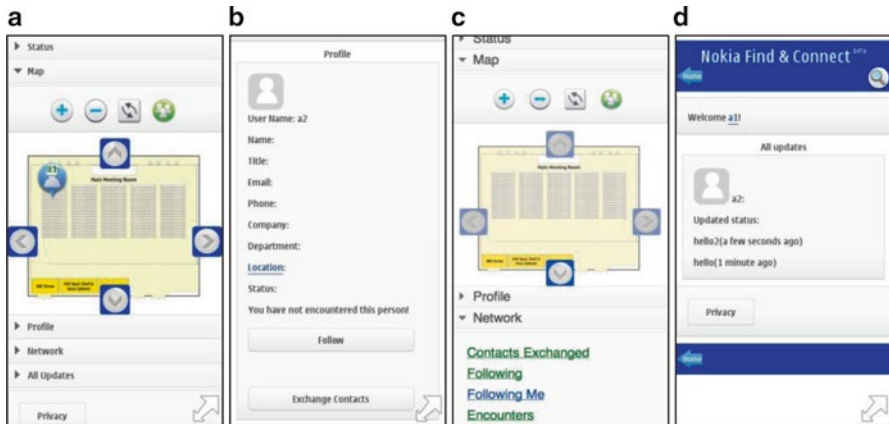 a
Status
Map
Main Meeting Room
Profile
Network
All Updates
Privacy
b
Profile
User Name: a2
Name:
Title:
Email:
Phone:
Company:
Department:
Location:
Status:
You have not encountered this person!
Follow
Exchange Contacts
c
Status
Map
Main Meeting Room
Profile
Network
Contacts Exchanged
Following
Following Me
Encounters
d
Nokia Find & Connect beta
Home
Welcome a1!
All updates
a2:
Updated status:
hello2(a few seconds ago)
hello(1 minute ago)
Privacy
Home